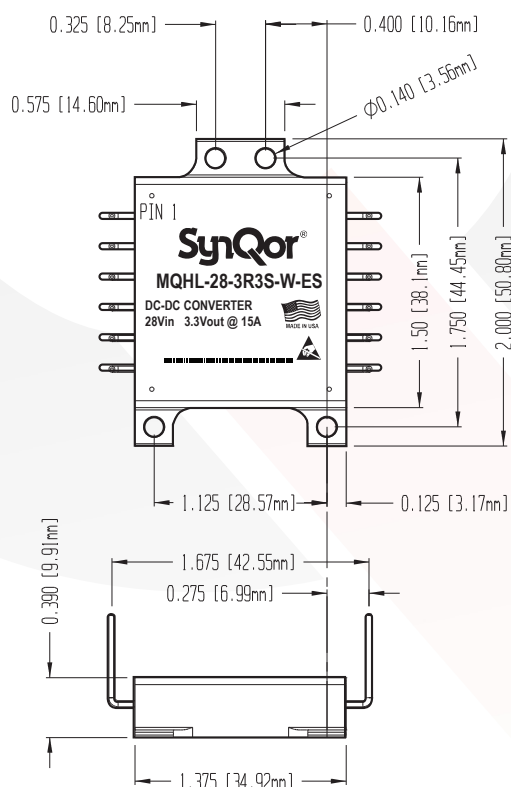 0.325 [8.25mm]
0.400 [10.16mm]
0.575 [14.60mm]
Ø0.140 [3.56mm]
PIN 1
SynQor®
MQHL-28-3R3S-W-ES
DC-DC CONVERTER
28Vin 3.3Vout @ 15A
MADE IN USA
1.50 [38.1mm]
1.750 [44.45mm]
2.000 [50.80mm]
1.125 [28.57mm]
0.125 [3.17mm]
0.390 [9.91mm]
1.675 [42.55mm]
0.275 [6.99mm]
1.375 [34.92mm]